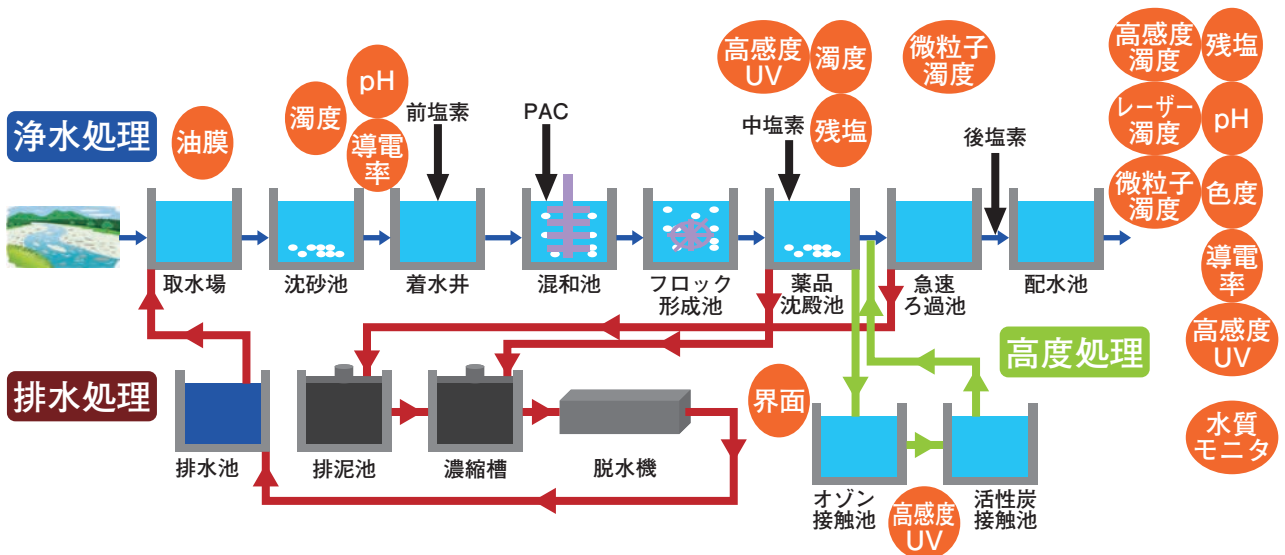 浄水処理
油膜
濁度
pH
導電
率
前塩素
PAC
高感度
UV
濁度
残塩
中塩素
微粒子
濁度
後塩素
高感度
濁度
残塩
レーザー
濁度
pH
微粒子
濁度
色度
導電
率
高感度
UV
水質
モニタ
取水場
沈砂池
着水井
混和池
フロック
形成池
薬品
沈殿池
急速
ろ過池
配水池
高度処理
排水処理
界面
排水池
排泥池
濃縮槽
脱水機
オゾン
接触池
高感度
UV
活性炭
接触池